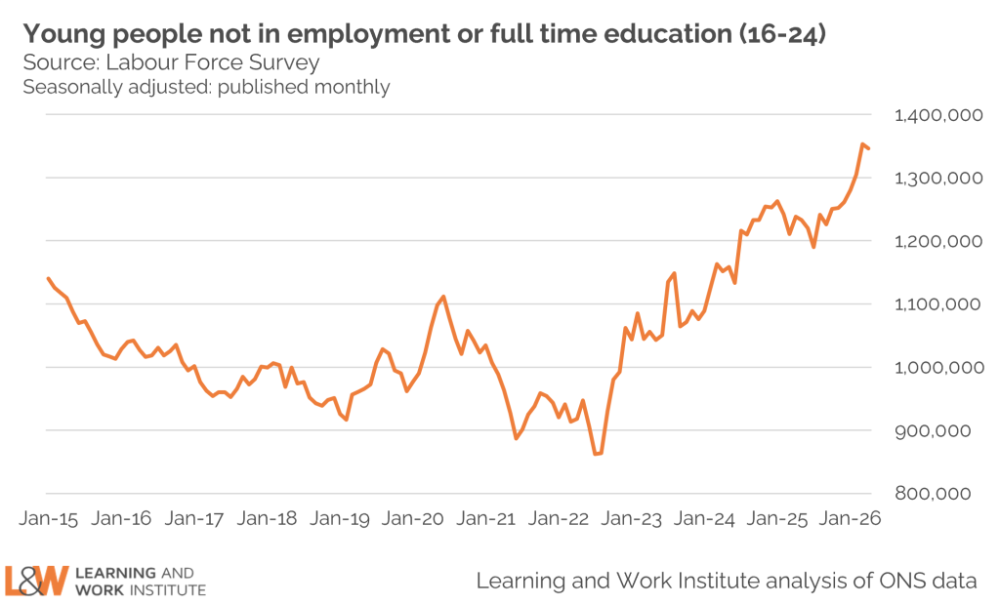 Young people not in employment or full time education (16-24)
Source: Labour Force Survey
Seasonally adjusted: published monthly
1,400,000
1,300,000
1,200,000
1,100,000
1,000,000
900,000
800,000
Jan-15 Jan-16 Jan-17 Jan-18 Jan-19 Jan-20 Jan-21 Jan-22 Jan-23 Jan-24 Jan-25 Jan-26
L&W LEARNING AND
WORK INSTITUTE
Learning and Work Institute analysis of ONS data